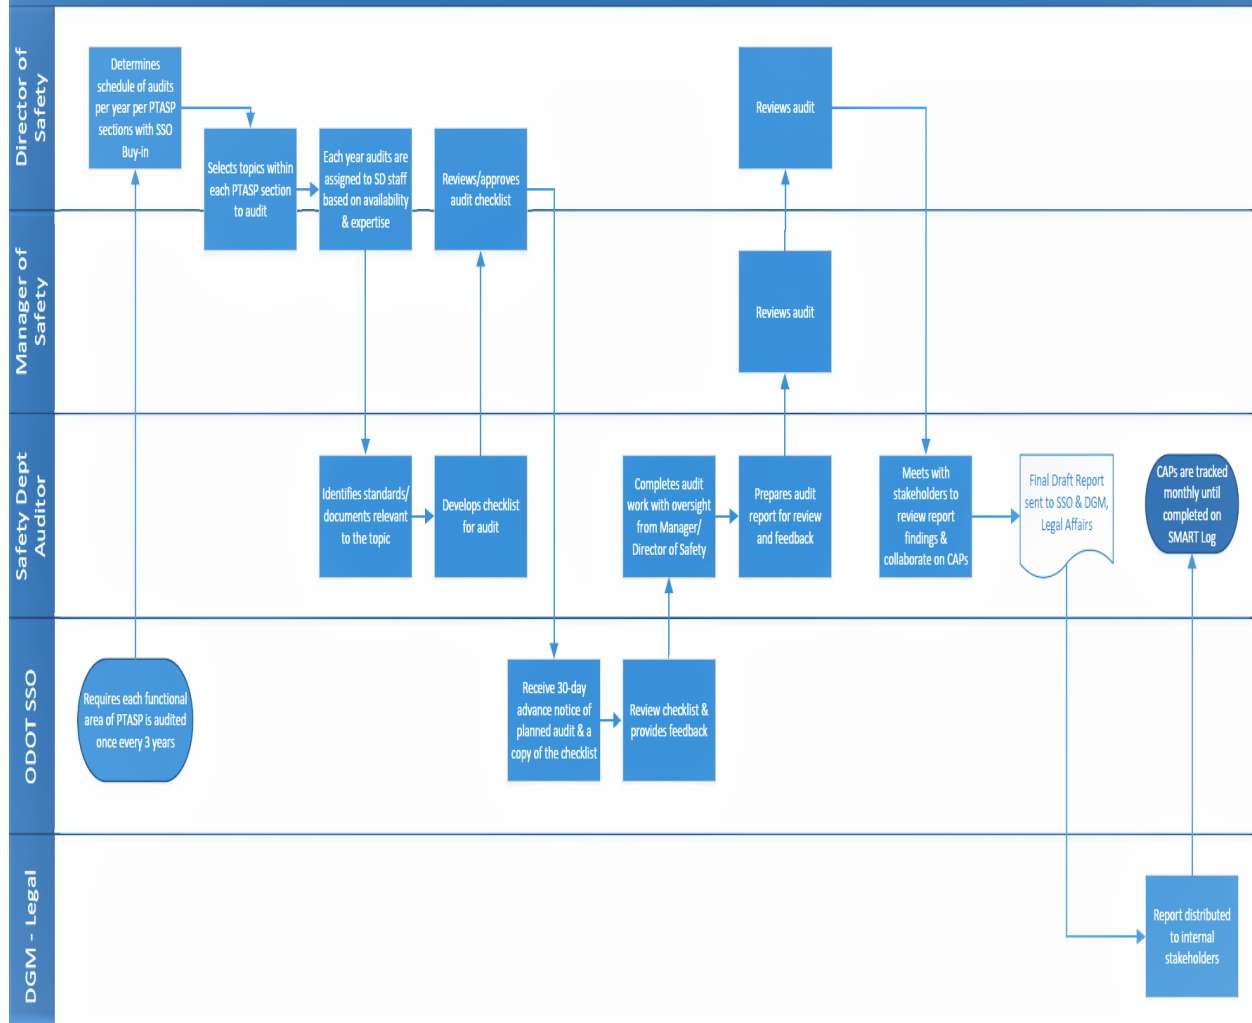 Director of
Safety
Determines
schedule of audits
per year per PTASP
sections with SSO
Buy-in
Selects topics within
each PTASP section
to audit
Each year audits are
assigned to SD staff
based on availability
& expertise
Reviews/approves
audit checklist
Reviews audit
Manager of
Safety
Reviews audit
Safety Dept
Auditor
Identifies standards/
documents relevant
to the topic
Develops checklist
for audit
Completes audit
work with oversight
from Manager/
Director of Safety
Prepares audit
report for review
and feedback
Meets with
stakeholders to
review report
findings &
collaborate on CAPs
Final Draft Report
sent to SSO & DGM,
Legal Affairs
CAPs are tracked
monthly until
completed on
SMART Log
ODOT SSO
Requires each functional
area of PTASP is audited
once every 3 years
Receive 30-day
advance notice of
planned audit & a
copy of the checklist
Review checklist &
provides feedback
DGM - Legal
Report distributed
to internal
stakeholders